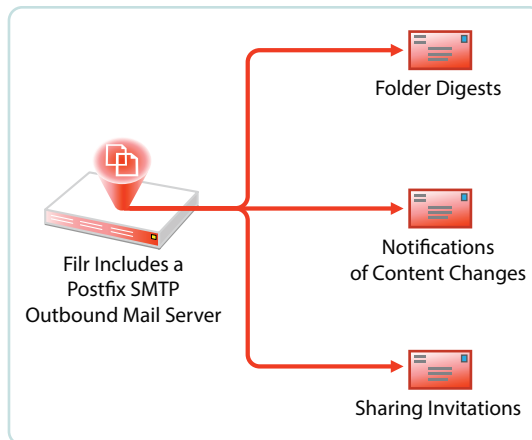 Folder Digests
Filr Includes a
Postfix SMTP
Outbound Mail Server
Notifications
of Content Changes
Sharing Invitations